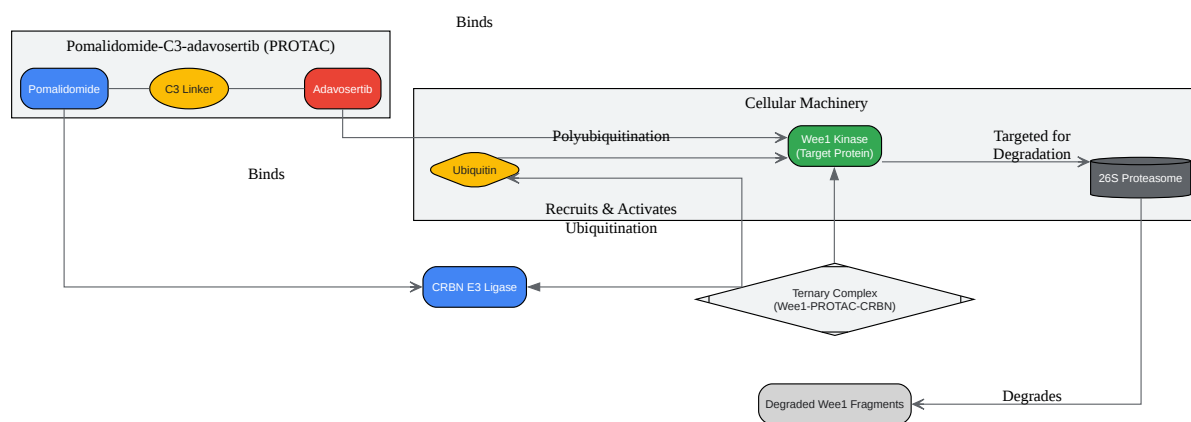 Binds
Pomalidomide-C3-adavosertib (PROTAC)
Pomalidomide
C3 Linker
Adavosertib
Cellular Machinery
Polyubiquitination
Wee1 Kinase
(Target Protein)
Targeted for
Degradation
Ubiquitin
26S Proteasome
Binds
Recruits & Activates
Ubiquitination
CRBN E3 Ligase
Ternary Complex
(Wee1-PROTAC-CRBN)
Degraded Wee1 Fragments
Degrades